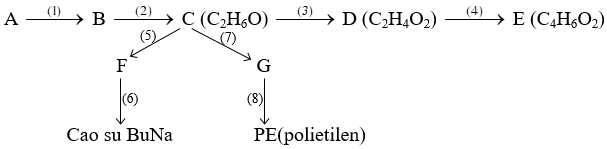 A (1) B (2) C (C₂H₆O) (3) D (C₂H₄O₂) (4) E (C₄H₆O₂)
(5) (7)
F G
(6) (8)
Cao su BuNa PE(polietilen)